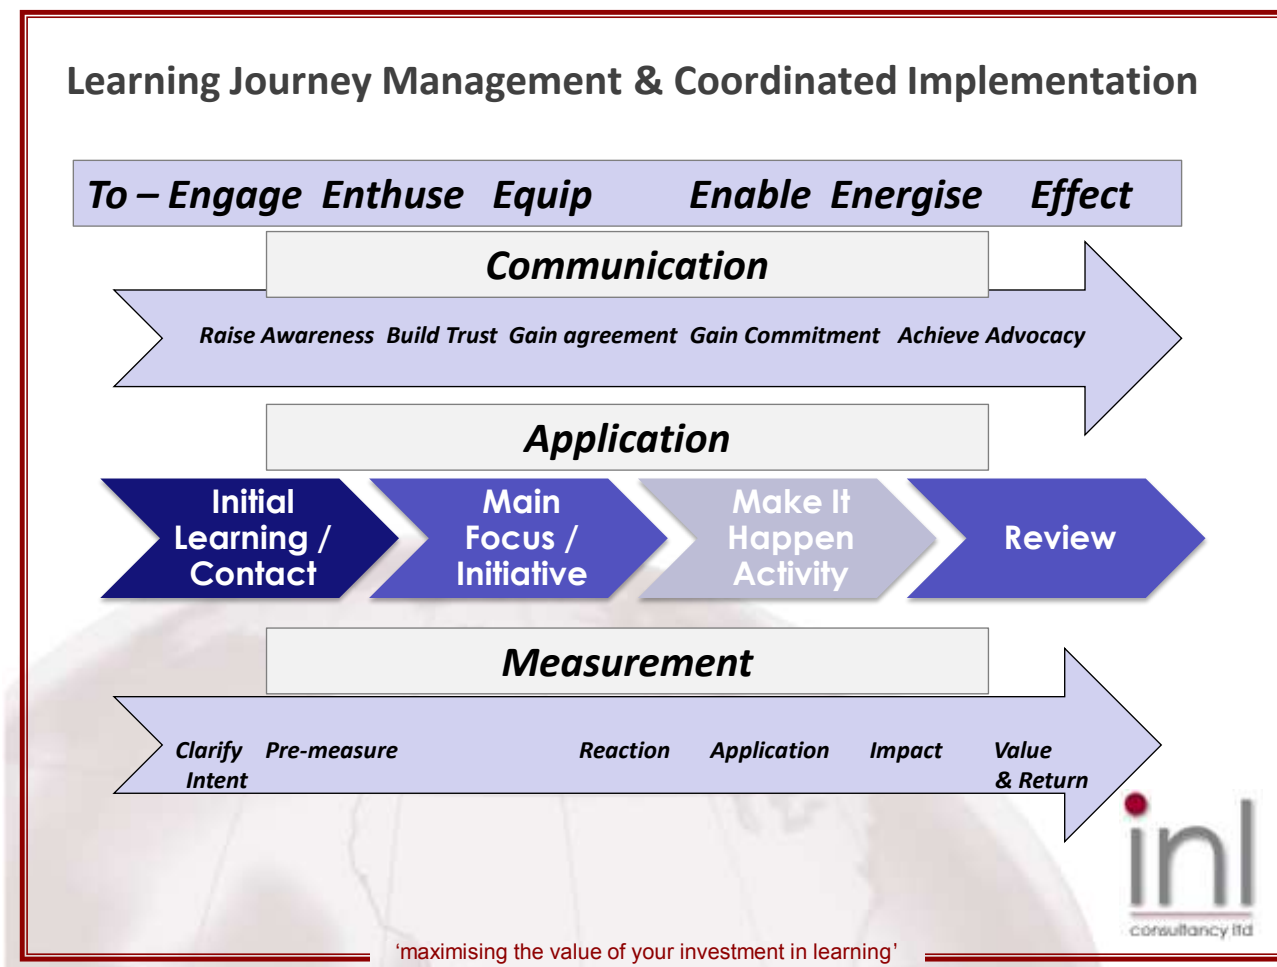 Learning Journey Management & Coordinated Implementation
To – Engage Enthuse Equip Enable Energise Effect
Communication
Raise Awareness Build Trust Gain agreement Gain Commitment Achieve Advocacy
Application
Initial
Learning /
Contact
Main
Focus /
Initiative
Make It
Happen
Activity
Review
Measurement
Clarify
Intent
Pre-measure
Reaction
Application
Impact
Value
& Return
inl
consultancy ltd
‘maximising the value of your investment in learning’